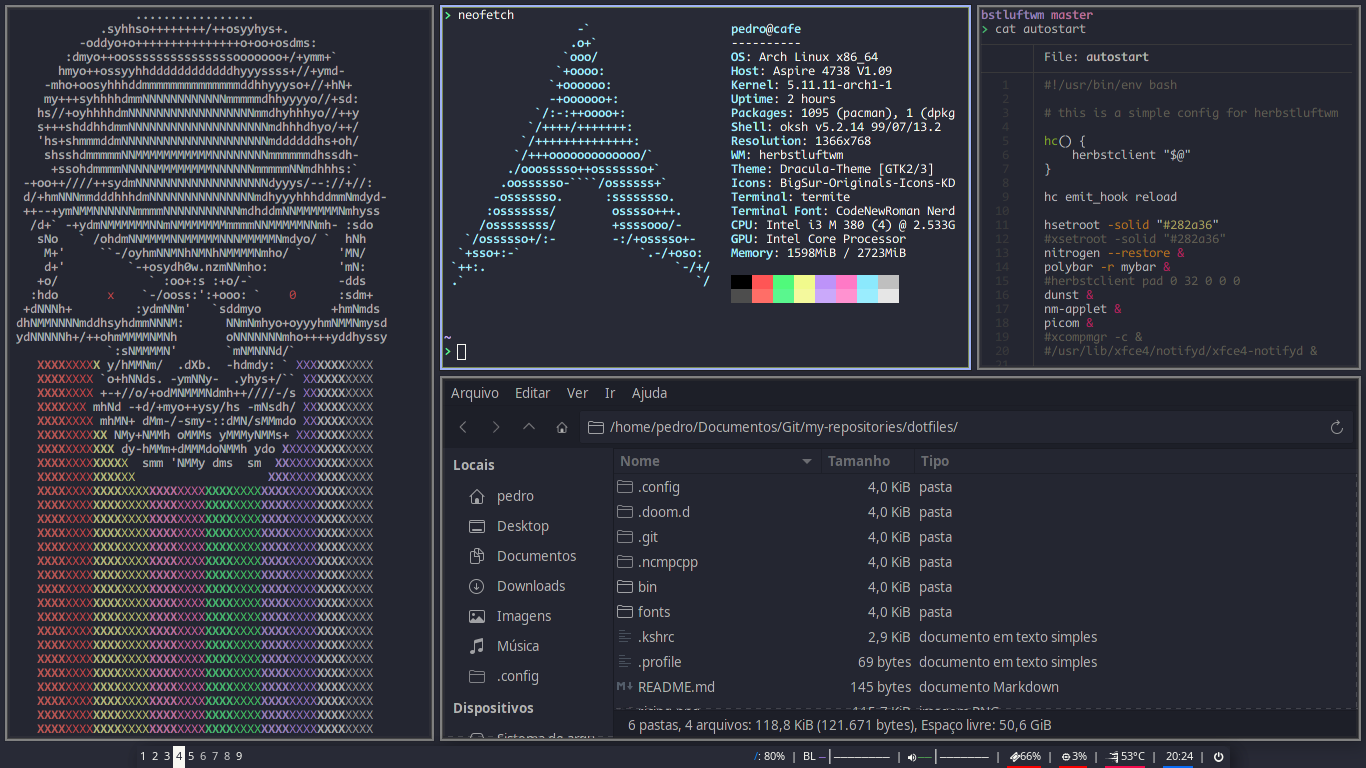 > neofetch
pedro@cafe
----------
OS: Arch Linux x86_64
Host: Aspire 4738 V1.09
Kernel: 5.11.11-arch1-1
Uptime: 2 hours
Packages: 1095 (pacman), 1 (dpkg
Shell: oksh v5.2.14 99/07/13.2
Resolution: 1366x768
WM: herbstluftwm
Theme: Dracula-Theme [GTK2/3]
Icons: BigSur-Originals-Icons-KD
Terminal: termite
Terminal Font: CodeNewRoman Nerd
CPU: Intel i3 M 380 (4) @ 2.533G
GPU: Intel Core Processor
Memory: 1598MiB / 2723MiB
~
>
bstluftwm master
> cat autostart
File: autostart
1 #!/usr/bin/env bash
2
3 # this is a simple config for herbstluftwm
4
5 hc() {
6 herbstclient "$@"
7 }
8
9 hc emit_hook reload
10
11 hsetroot -solid "#282a36"
12 #xsetroot -solid "#282a36"
13 nitrogen --restore &
14 polybar -r mybar &
15 #herbstclient pad 0 32 0 0 0
16 dunst &
17 nm-applet &
18 picom &
19 #xcompmgr -c &
20 #/usr/lib/xfce4/notifyd/xfce4-notifyd &
Arquivo Editar Ver Ir Ajuda
/home/pedro/Documentos/Git/my-repositories/dotfiles/
Locais
pedro
Desktop
Documentos
Downloads
Imagens
Música
.config
Dispositivos
Nome Tamanho Tipo
.config 4,0 KiB pasta
.doom.d 4,0 KiB pasta
.git 4,0 KiB pasta
.ncmpcpp 4,0 KiB pasta
bin 4,0 KiB pasta
fonts 4,0 KiB pasta
.kshrc 2,9 KiB documento em texto simples
.profile 69 bytes documento em texto simples
README.md 145 bytes documento Markdown
6 pastas, 4 arquivos: 118,8 KiB (121.671 bytes), Espaço livre: 50,6 GiB
1 2 3 4 5 6 7 8 9
/: 80% | BL | 66% | 3% | 53°C | 20:24 |